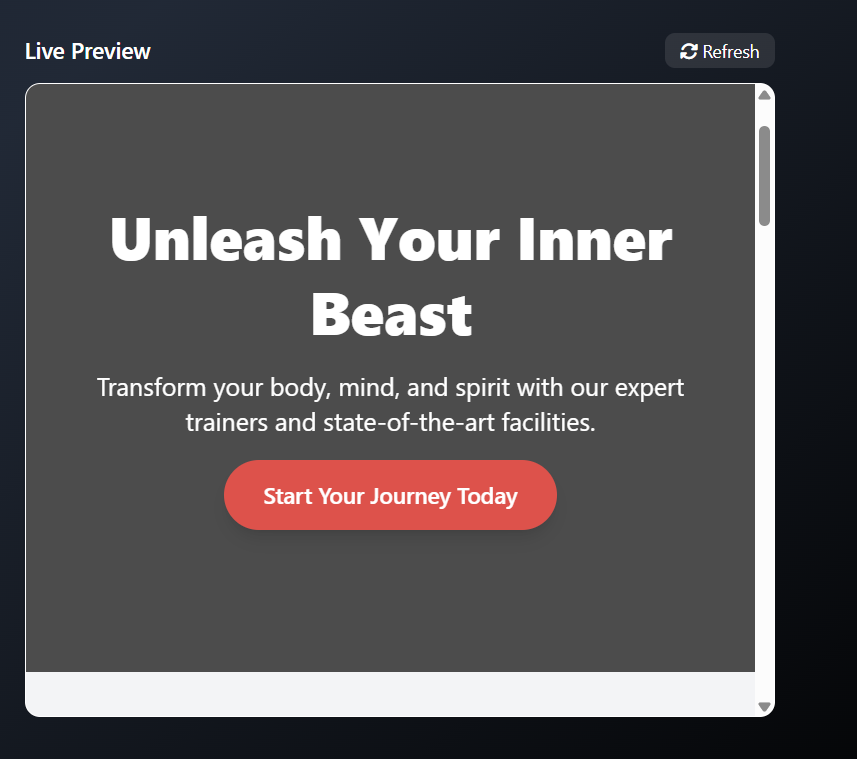 Live Preview
Refresh
Unleash Your Inner
Beast
Transform your body, mind, and spirit with our expert
trainers and state-of-the-art facilities.
Start Your Journey Today